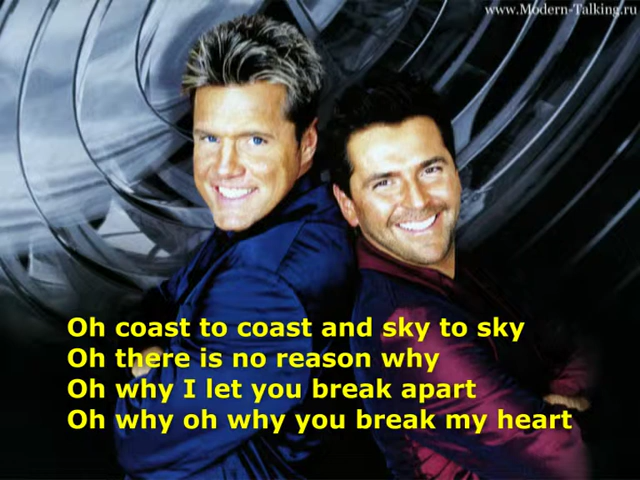 www.Modern-Talking.ru
Oh coast to coast and sky to sky
Oh there is no reason why
Oh why I let you break apart
Oh why oh why you break my heart